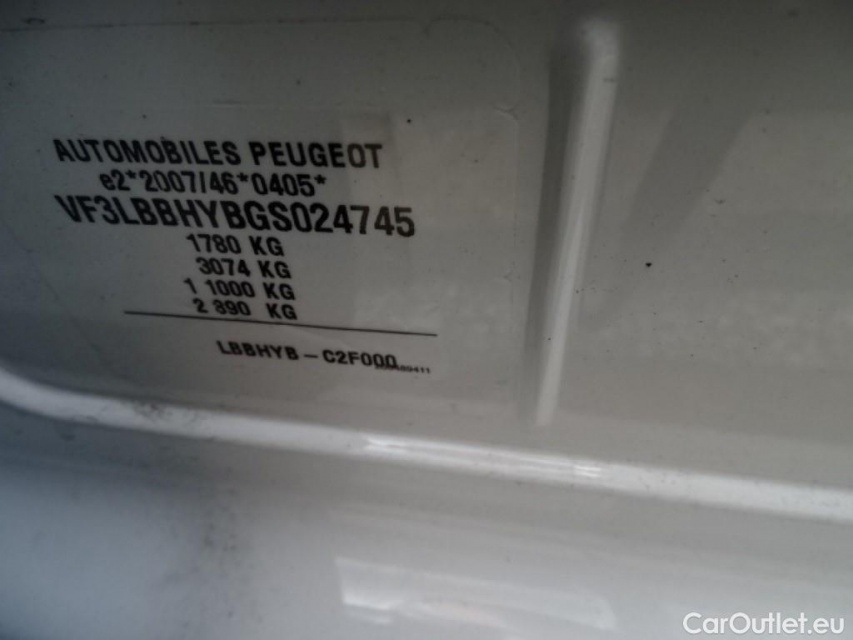 AUTOMOBILES PEUGEOT
e2*2007/46*0405*
VF3LBBHYBGS024745
1780 KG
3074 KG
1 1000 KG
2 890 KG
LBBHYB - C2F000
CarOutlet.eu